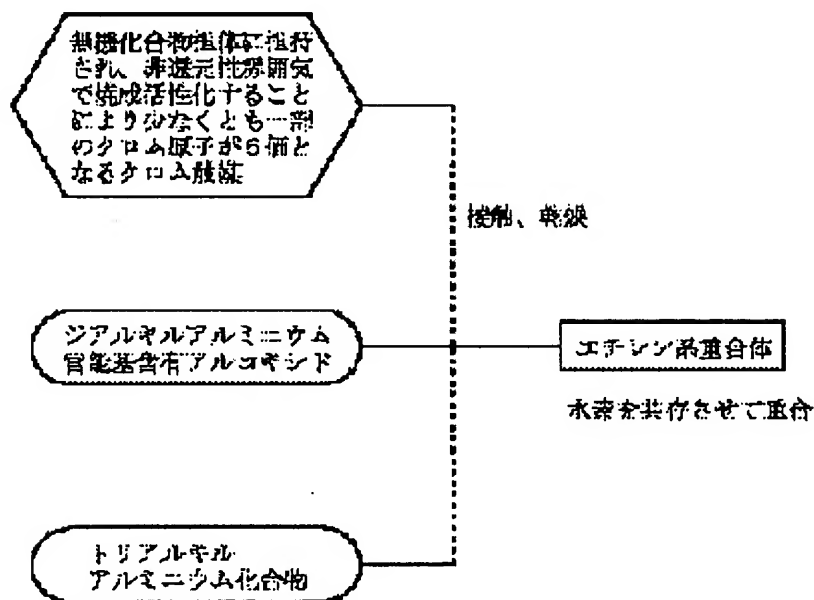 無機化合物担体に担持
され、非還元性雰囲気
で焼成活性化すること
により少なくとも一部
のクロム原子が6価と
なるクロム触媒
接触、乾燥
ジアルキルアルミニウム
官能基含有アルコキシド
エチレン系重合体
水素を共存させて重合
トリアルキル
アルミニウム化合物